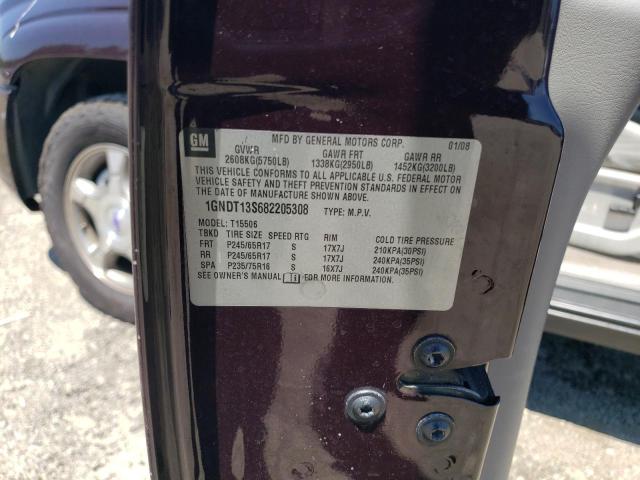 GM
MFD BY GENERAL MOTORS CORP. 01/08
GVWR GAWR FRT GAWR RR
2608KG(5750LB) 1338KG(2950LB) 1452KG(3200LB)
THIS VEHICLE CONFORMS TO ALL APPLICABLE U.S. FEDERAL MOTOR
VEHICLE SAFETY AND THEFT PREVENTION STANDARDS IN EFFECT ON
THE DATE OF MANUFACTURE SHOWN ABOVE.
1GNDT13S682205308 TYPE: M.P.V.
MODEL: T15506
TBKD TIRE SIZE SPEED RTG RIM COLD TIRE PRESSURE
FRT P245/65R17 S 17X7J 210KPA(30PSI)
RR P245/65R17 S 17X7J 240KPA(35PSI)
SPA P235/75R16 S 16X7J 240KPA(35PSI)
SEE OWNER'S MANUAL FOR MORE INFORMATION.